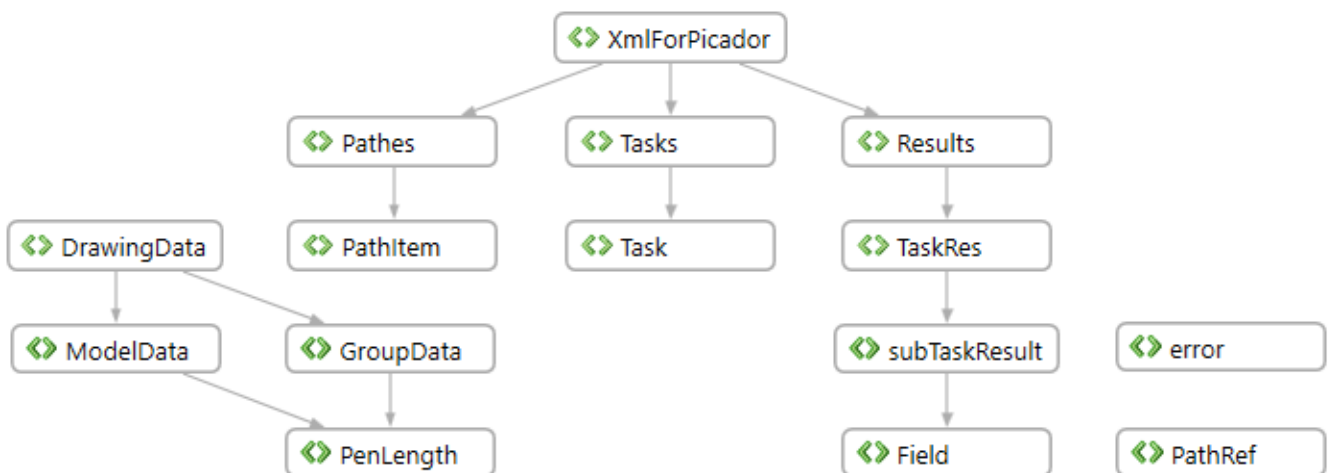 XmlForPicador
Pathes
Tasks
Results
DrawingData
PathItem
Task
TaskRes
ModelData
GroupData
subTaskResult
error
PenLength
Field
PathRef